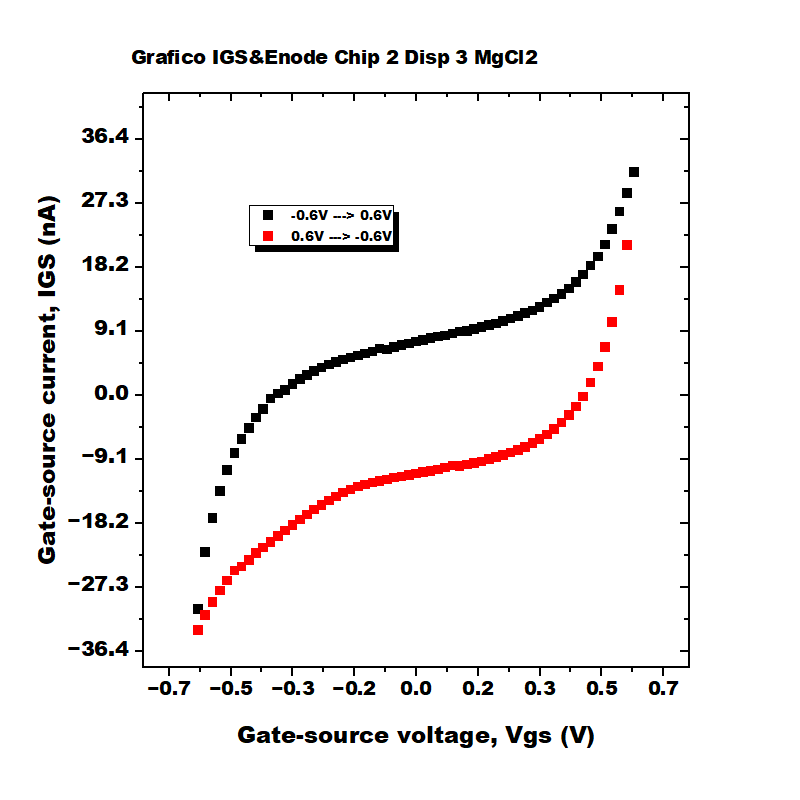 Grafico IGS&Enode Chip 2 Disp 3 MgCl2
36.4
27.3
18.2
9.1
0.0
−9.1
−18.2
−27.3
−36.4
Gate-source current, IGS (nA)
-0.6V ---> 0.6V
0.6V ---> -0.6V
−0.7 −0.5 −0.3 −0.2 0.0 0.2 0.3 0.5 0.7
Gate-source voltage, Vgs (V)